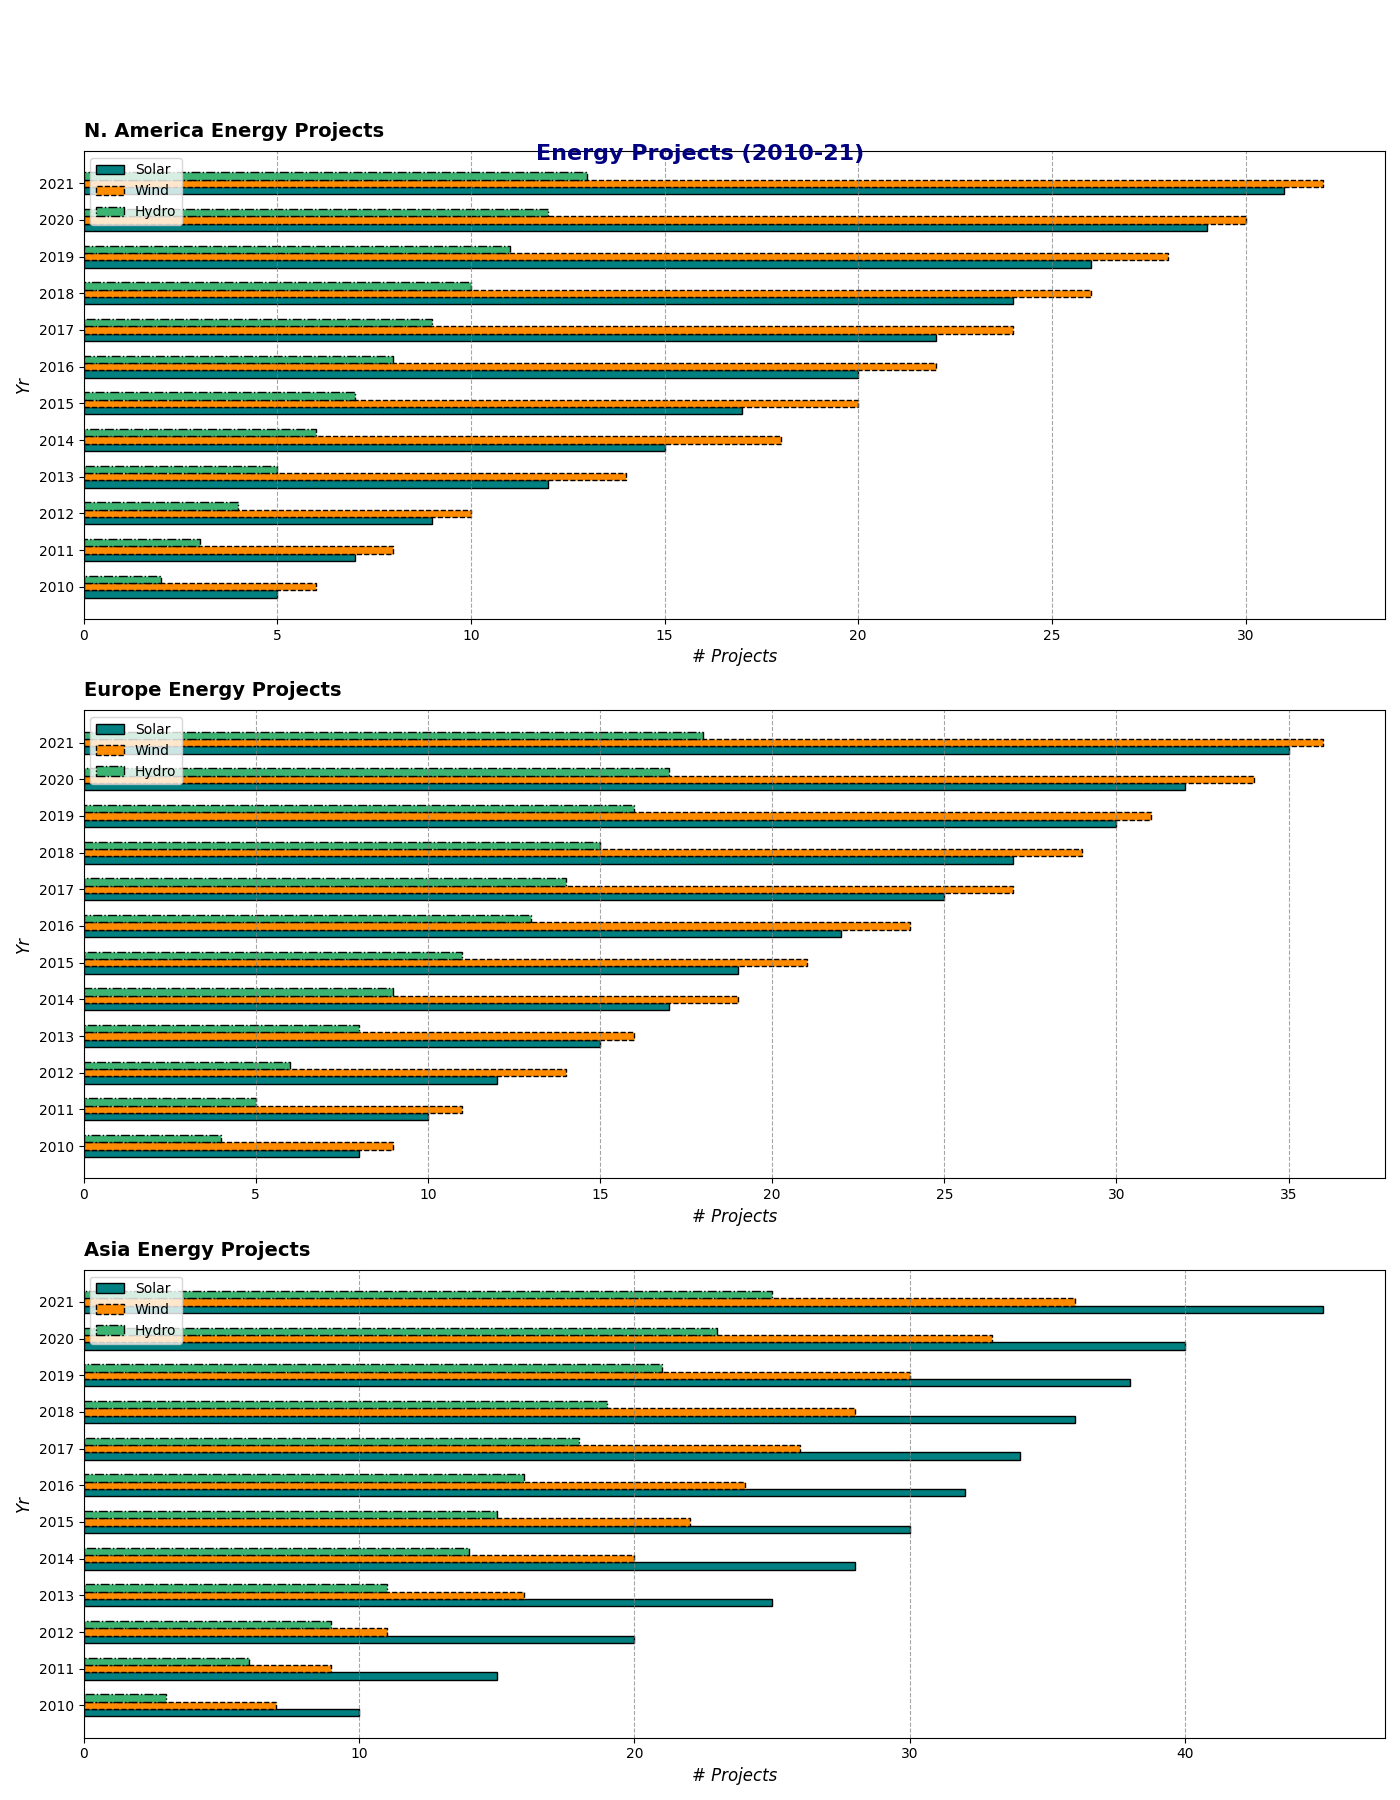 N. America Energy Projects
Energy Projects (2010-21)
Solar
Wind
Hydro
2021
2020
2019
2018
2017
2016
2015
2014
2013
2012
2011
2010
Yr
0 5 10 15 20 25 30
# Projects
Europe Energy Projects
Solar
Wind
Hydro
2021
2020
2019
2018
2017
2016
2015
2014
2013
2012
2011
2010
Yr
0 5 10 15 20 25 30 35
# Projects
Asia Energy Projects
Solar
Wind
Hydro
2021
2020
2019
2018
2017
2016
2015
2014
2013
2012
2011
2010
Yr
0 10 20 30 40
# Projects